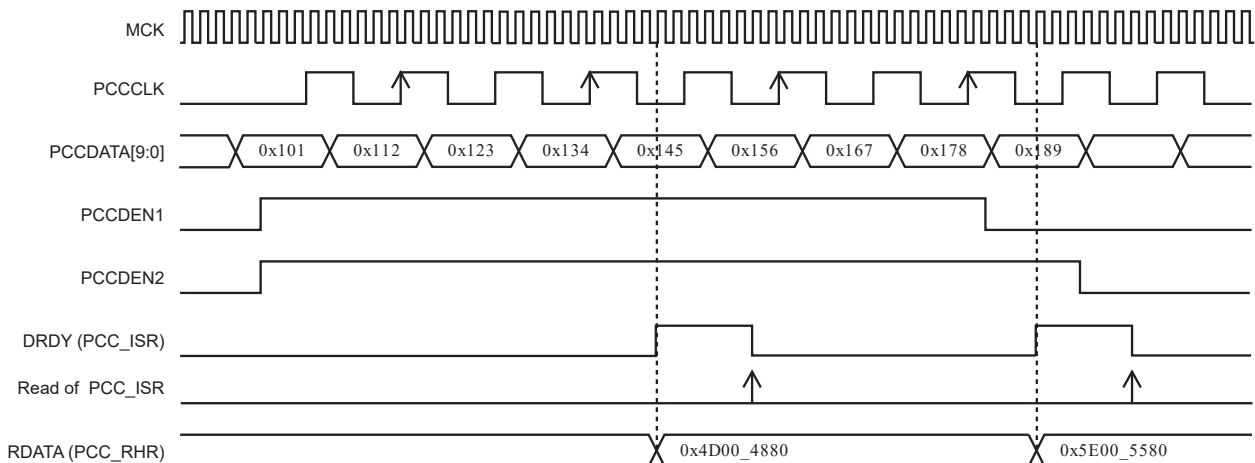 MCK
PCCCLK
PCCDATA[9:0] 0x101 0x112 0x123 0x134 0x145 0x156 0x167 0x178 0x189
PCCDEN1
PCCDEN2
DRDY (PCC_ISR)
Read of PCC_ISR
RDATA (PCC_RHR) 0x4D00_4880 0x5E00_5580